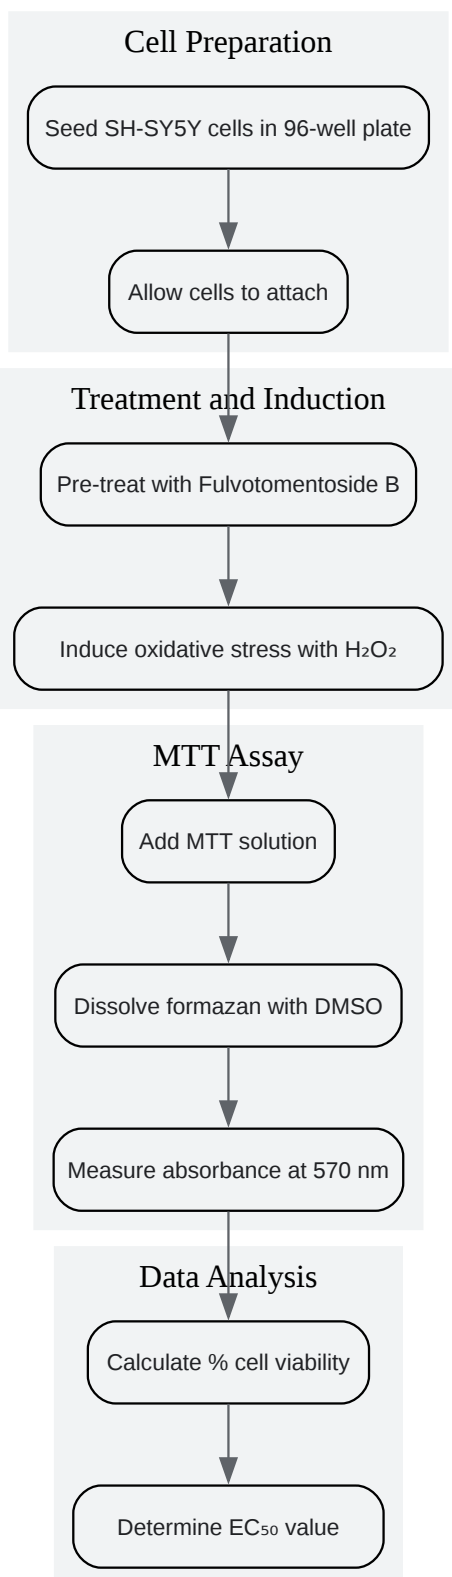 Cell Preparation
Seed SH-SY5Y cells in 96-well plate
Allow cells to attach
Treatment and Induction
Pre-treat with Fulvotomentoside B
Induce oxidative stress with H₂O₂
MTT Assay
Add MTT solution
Dissolve formazan with DMSO
Measure absorbance at 570 nm
Data Analysis
Calculate % cell viability
Determine EC₅₀ value